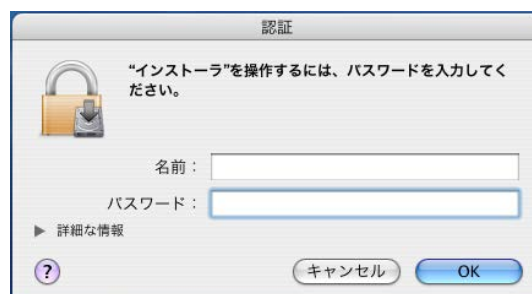 認証
“インストーラ”を操作するには、パスワードを入力してく
ださい。
名前：
パスワード：
詳細な情報
? キャンセル OK